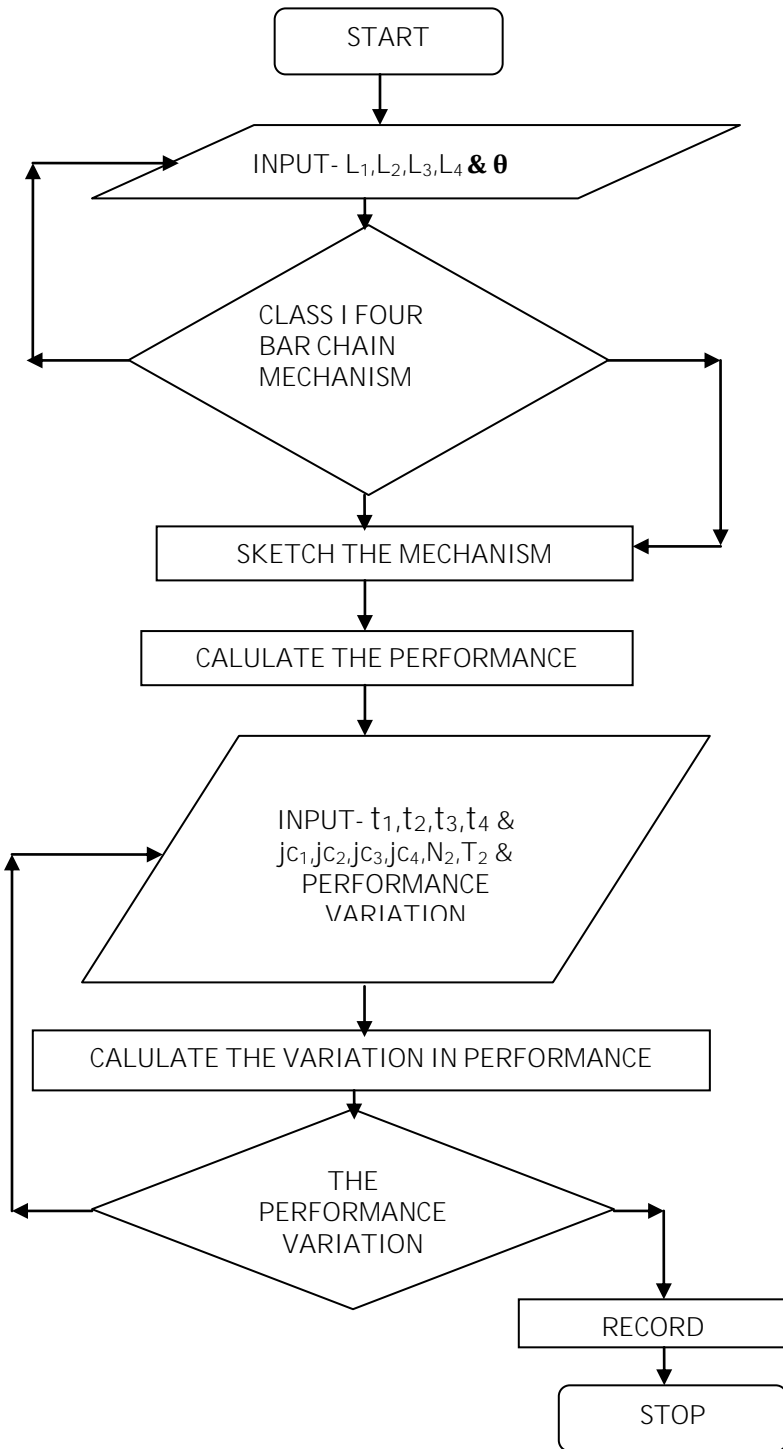 START
INPUT- L₁,L₂,L₃,L₄ & θ
CLASS I FOUR
BAR CHAIN
MECHANISM
SKETCH THE MECHANISM
CALULATE THE PERFORMANCE
INPUT- t₁,t₂,t₃,t₄ &
jc₁,jc₂,jc₃,jc₄,N₂,T₂ &
PERFORMANCE
VARIATION
CALULATE THE VARIATION IN PERFORMANCE
THE
PERFORMANCE
VARIATION
RECORD
STOP